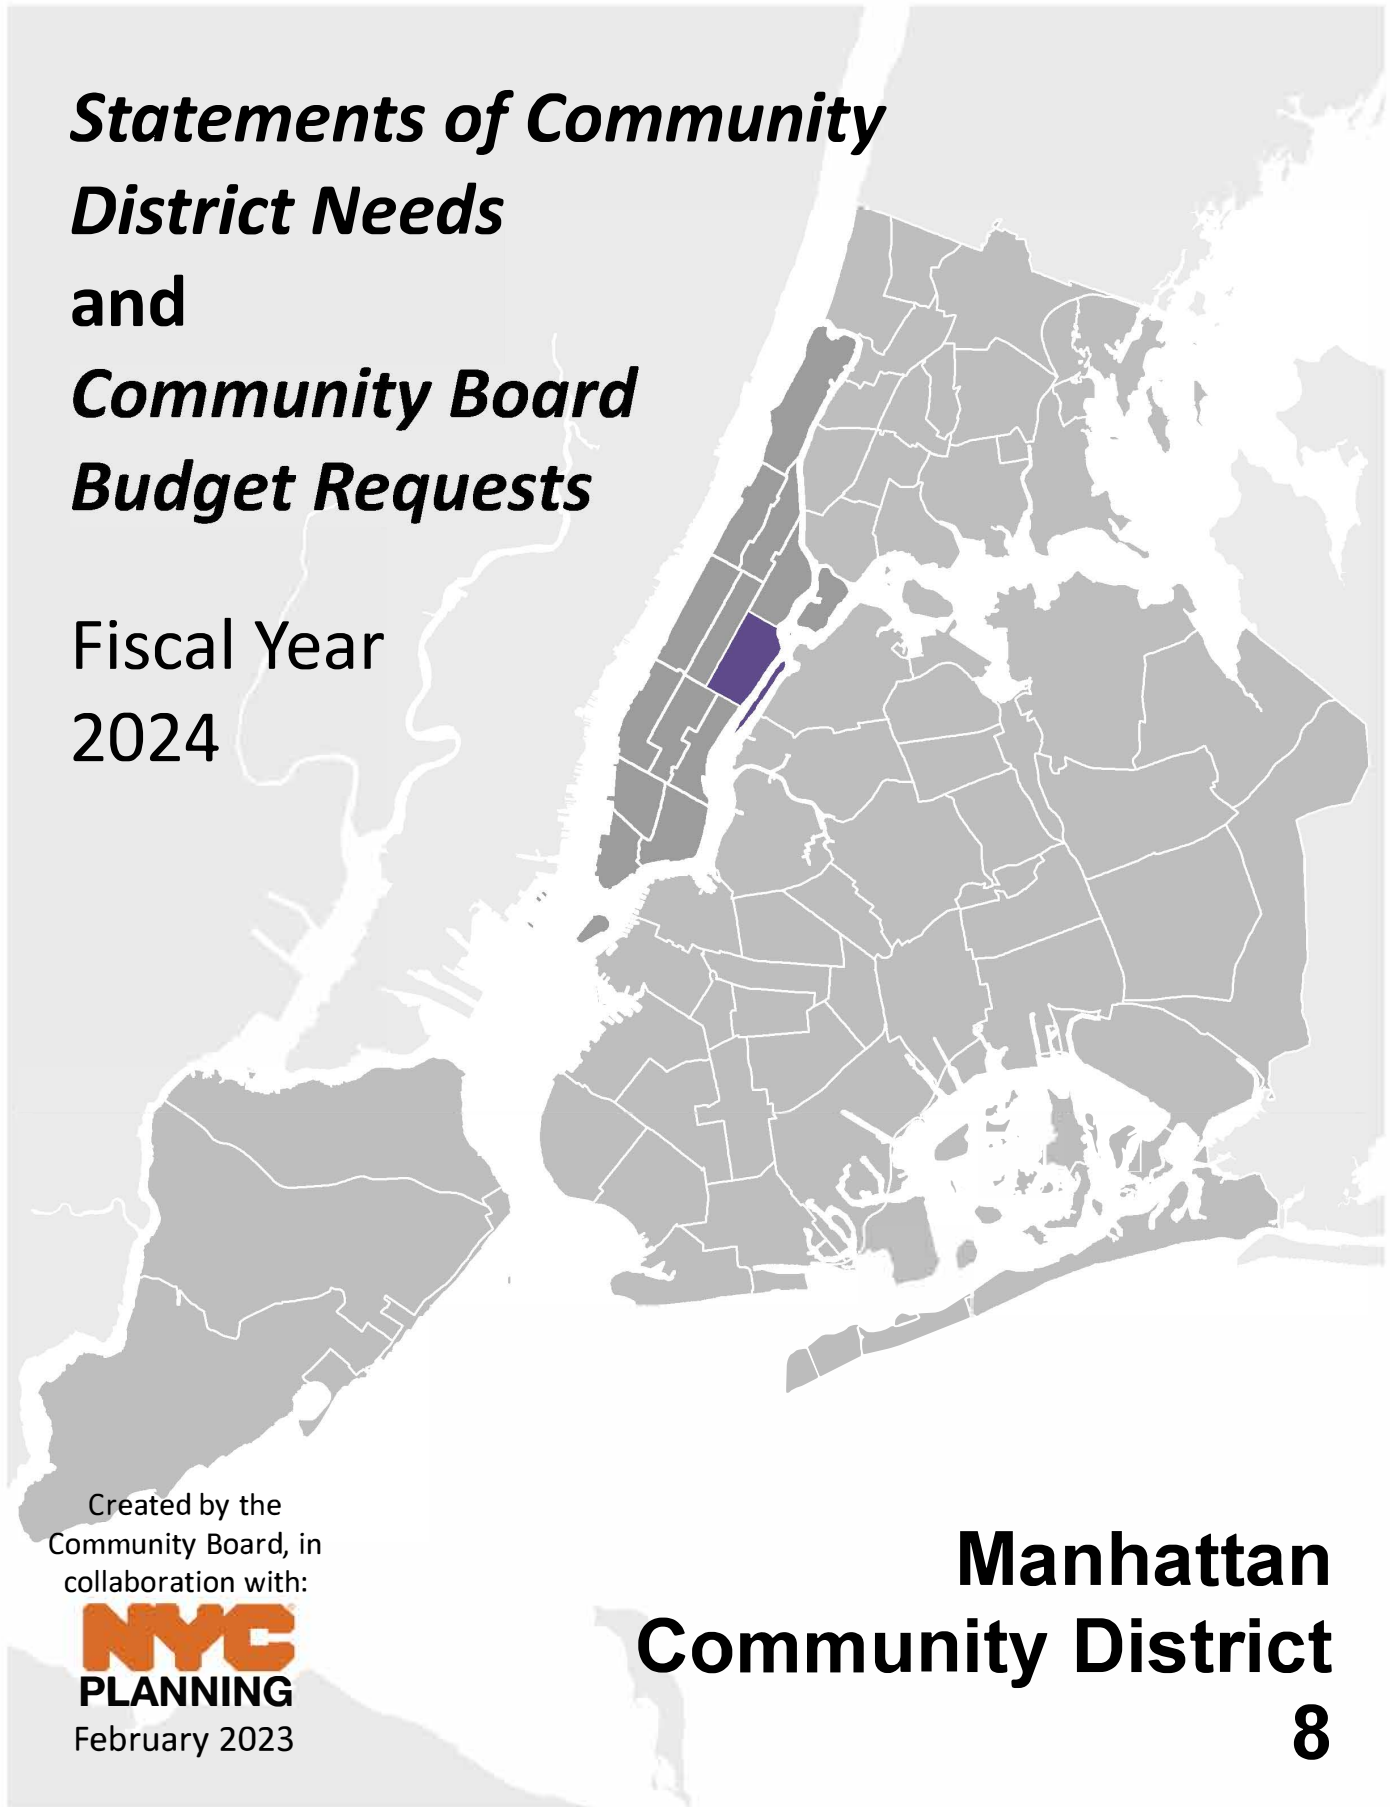 Statements of Community
District Needs
and
Community Board
Budget Requests
Fiscal Year
2024
Created by the
Community Board, in
collaboration with:
NYC
PLANNING
February 2023
Manhattan
Community District
8